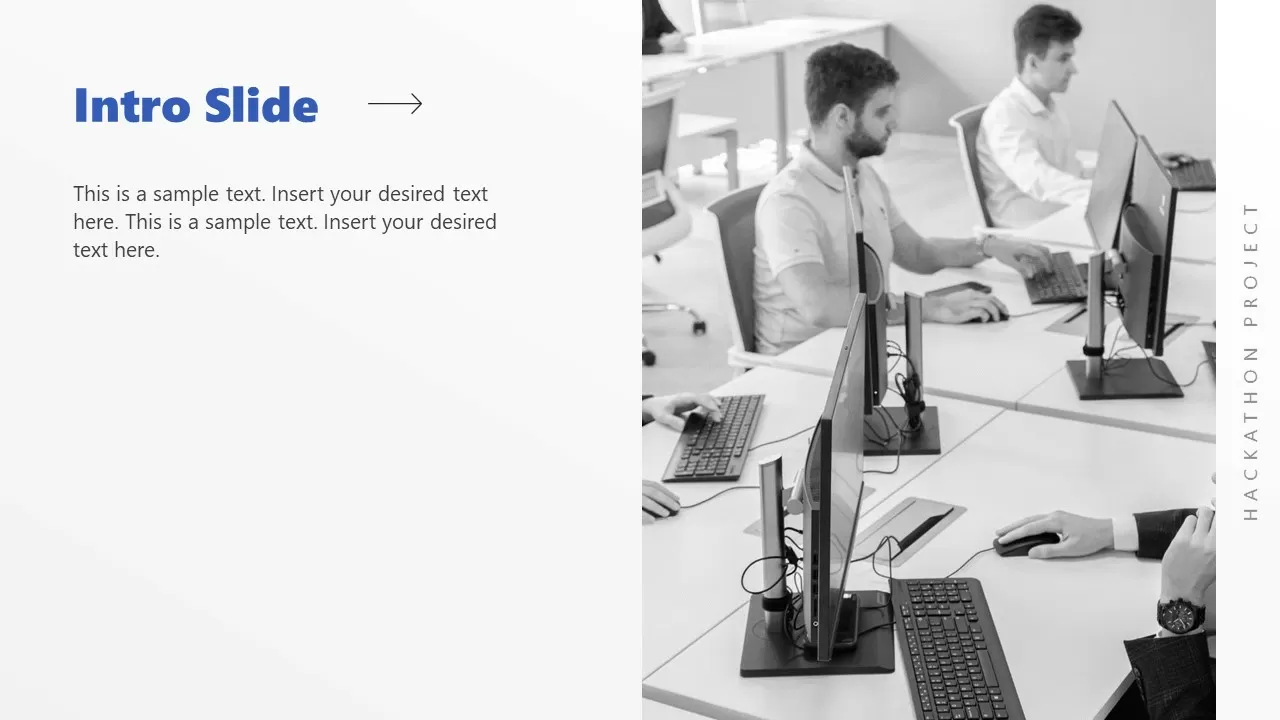 Intro Slide
This is a sample text. Insert your desired text
here. This is a sample text. Insert your desired
text here.
HACKATHON PROJECT